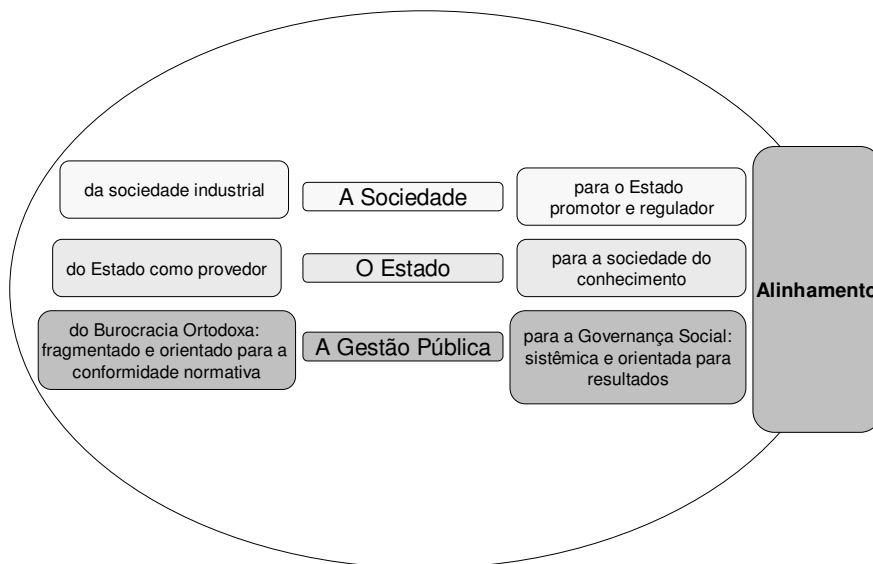 da sociedade industrial
A Sociedade
para o Estado
promotor e regulador
do Estado como provedor
O Estado
para a sociedade do
conhecimento
do Burocracia Ortodoxa:
fragmentado e orientado para a
conformidade normativa
A Gestão Pública
para a Governança Social:
sistêmica e orientada para
resultados
Alinhamento